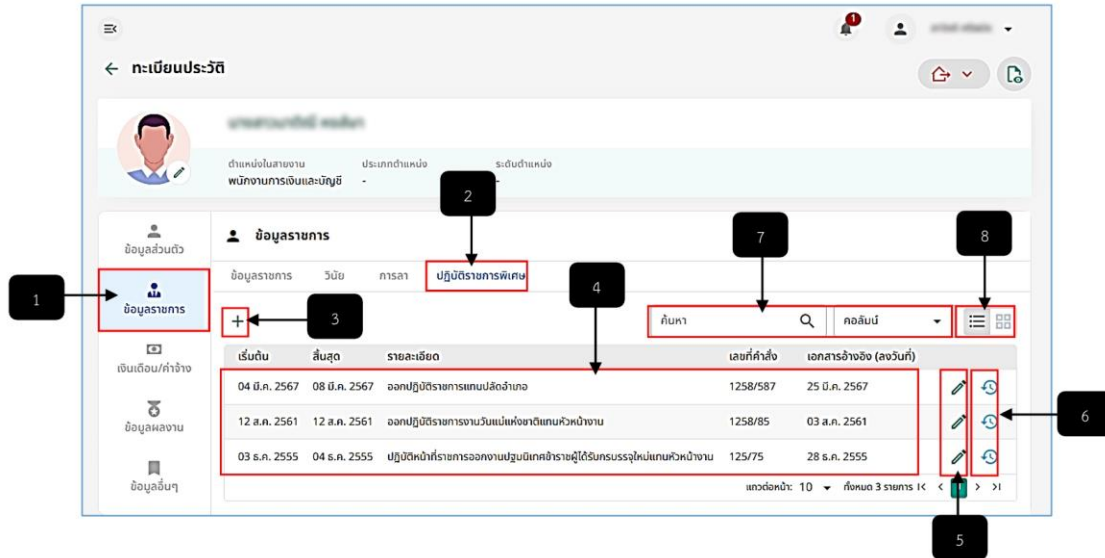 1
ทะเบียนประวัติ
ตำแหน่งในสายงาน ประเภทตำแหน่ง ระดับตำแหน่ง
พนักงานการเงินและบัญชี - -
2
ข้อมูลส่วนตัว
ข้อมูลราชการ
7
8
ข้อมูลราชการ วินัย การลา ปฏิบัติราชการพิเศษ
1
ข้อมูลราชการ
4
3
ค้นหา คอลัมน์
เงินเดือน/ค่าจ้าง
เริ่มต้น สิ้นสุด รายละเอียด เลขที่คำสั่ง เอกสารอ้างอิง (ลงวันที่)
04 มี.ค. 2567 08 มี.ค. 2567 ออกปฏิบัติราชการแทนปลัดอำเภอ 1258/587 25 มี.ค. 2567
6
ข้อมูลผลงาน
12 ส.ค. 2561 12 ส.ค. 2561 ออกปฏิบัติราชการงานวันแม่แห่งชาติแทนหัวหน้างาน 1258/85 03 ส.ค. 2561
03 ธ.ค. 2555 04 ธ.ค. 2555 ปฏิบัติหน้าที่ราชการออกงานปฐมนิเทศข้าราชผู้ได้รับกรบรรจุใหม่แทนหัวหน้างาน 125/75 28 ธ.ค. 2555
ข้อมูลอื่นๆ
แถวต่อหน้า: 10 ทั้งหมด 3 รายการ 1
5